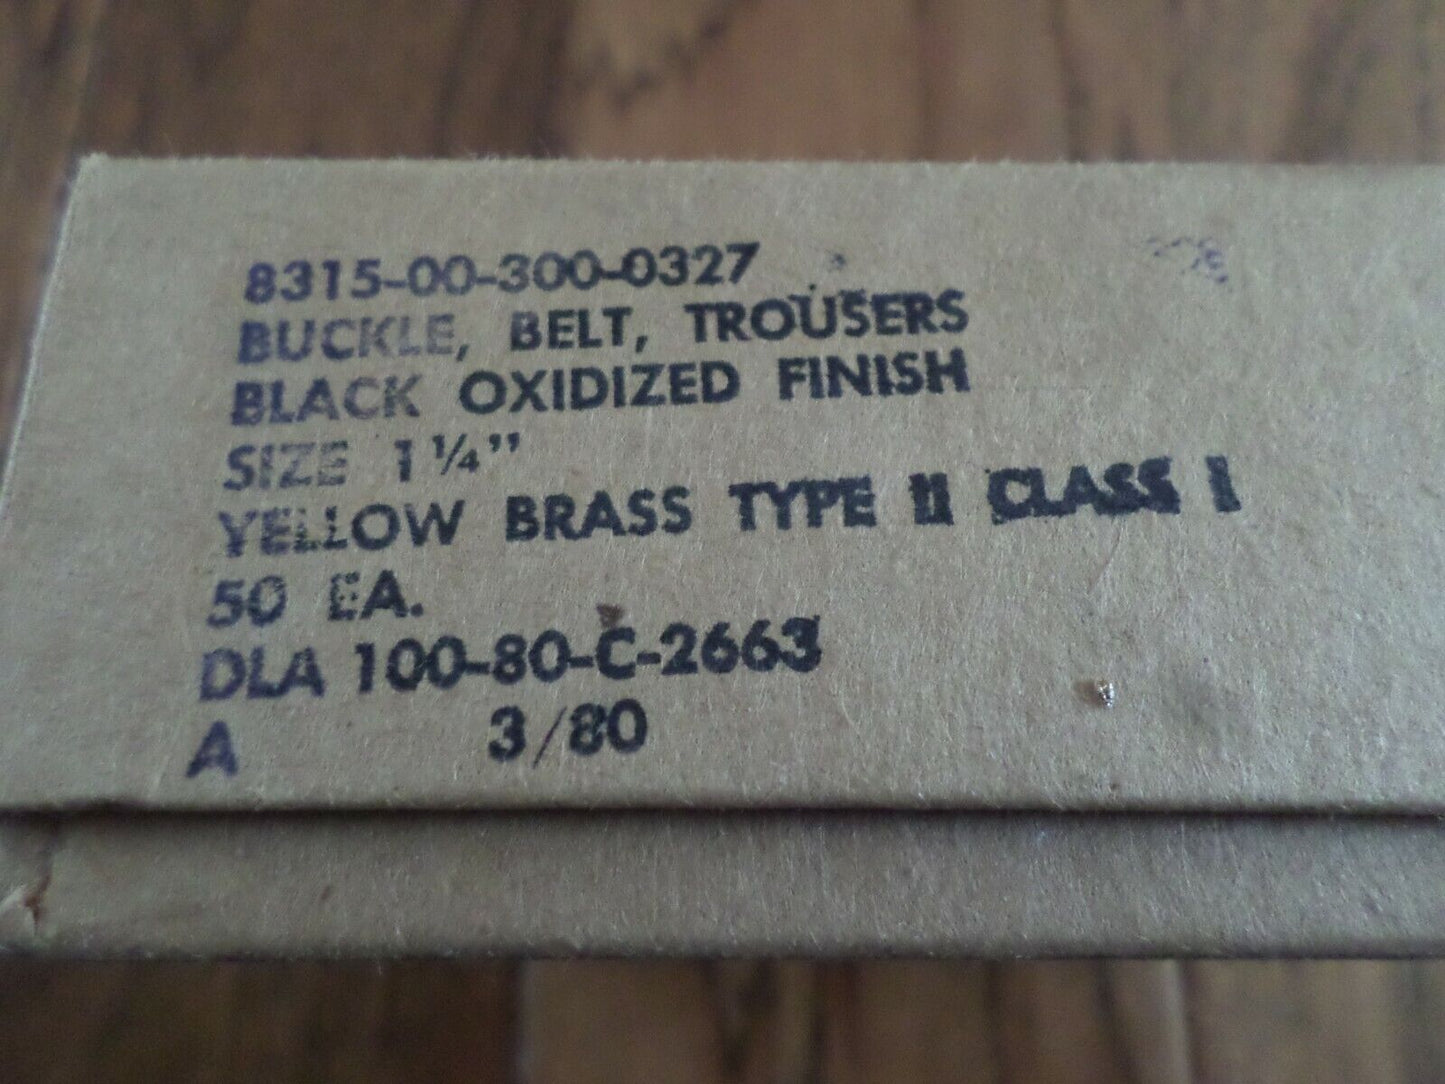 8315-00-300-0327
BUCKLE, BELT, TROUSERS
BLACK OXIDIZED FINISH
SIZE 1¼"
YELLOW BRASS TYPE II CLASS I
50 EA.
DLA 100-80-C-2663
A 3/80